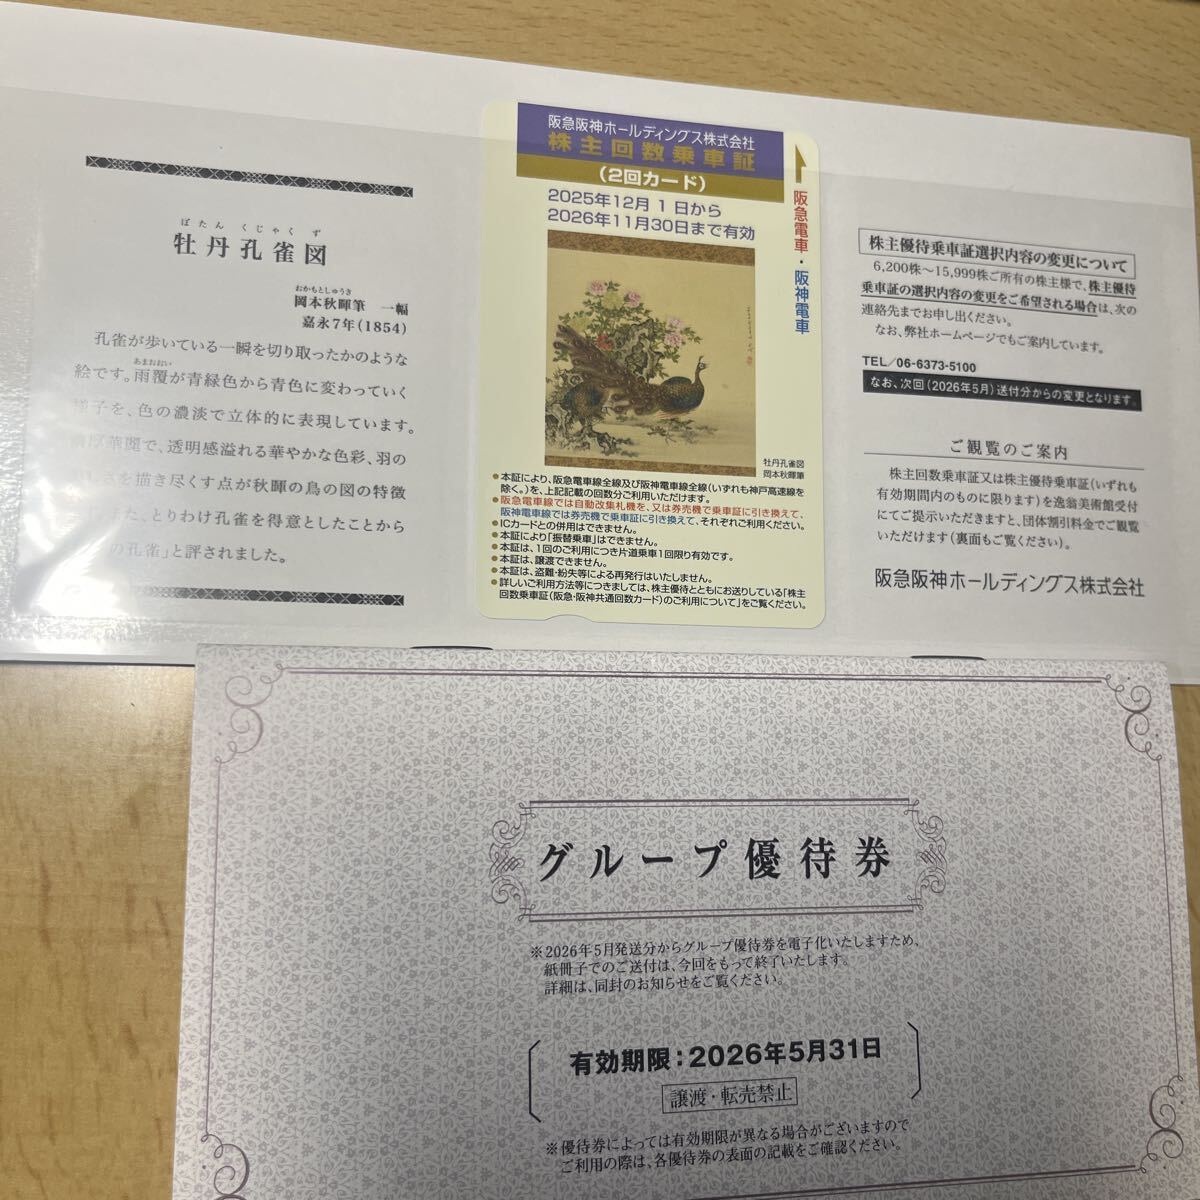 ぼたん くじゃく ず
牡丹孔雀図
おかもとしゅうき
岡本秋暉筆 一幅
嘉永7年(1854)
孔雀が歩いている一瞬を切り取ったかのような
あまおおい
絵です。雨覆が青緑色から青色に変わっていく
様子を、色の濃淡で立体的に表現しています。
華麗で、透明感溢れる華やかな色彩、羽の
を描き尽くす点が秋暉の鳥の図の特徴
とりわけ孔雀を得意としたことから
の孔雀」と評されました。
阪急阪神ホールディングス株式会社
株主回数乗車証
(2回カード)
2025年12月1日から
2026年11月30日まで有効
阪急電車・阪神電車
牡丹孔雀図
岡本秋暉筆
●本証により、阪急電車全線及び阪神電車全線(いずれも神戸高速線を
除く。)を、上記記載の回数分ご利用いただけます。
●阪急電車では自動改集札機を、又は券売機で乗車証に引き換えて、
阪神電車では券売機で乗車証に引き換えて、それぞれご利用ください。
●ICカードとの併用はできません。
●本証により「振替乗車」はできません。
●本証は、1回のご利用につき片道乗車1回限り有効です。
●本証は、譲渡できません。
●本証は、盗難・紛失等による再発行はいたしません。
●詳しいご利用方法等につきましては、株主優待とともにお送りしている「株主
回数乗車証(阪急・阪神共通回数カード)のご利用について」をご覧ください。
株主優待乗車証選択内容の変更について
6,200株～15,999株ご所有の株主様で、株主優待
乗車証の選択内容の変更をご希望される場合は、次の
連絡先までお申し出ください。
なお、弊社ホームページでもご案内しています。
TEL/06-6373-5100
なお、次回(2026年5月)送付分からの変更となります。
ご観覧のご案内
株主回数乗車証又は株主優待乗車証(いずれも
有効期間内のものに限ります)を逸翁美術館受付
にてご提示いただきますと、団体割引料金でご観覧
いただけます(裏面もご覧ください)。
阪急阪神ホールディングス株式会社
グループ優待券
※2026年5月発送分からグループ優待券を電子化いたしますため、
紙冊子でのご送付は、今回をもって終了いたします。
詳細は、同封のお知らせをご覧ください。
有効期限：2026年5月31日
譲渡・転売禁止
※優待券によっては有効期限が異なる場合がございますので
ご利用の際は、各優待券の表面の記載をご確認ください。